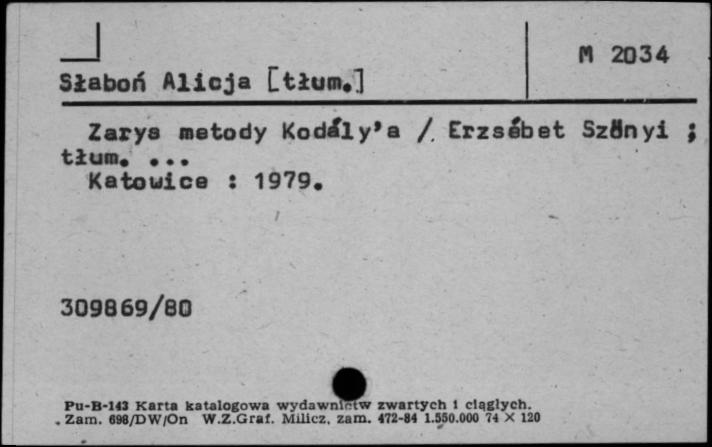 M 2034
Słaboń Alicja [tłum.]
Zarys metody Kodály'a / Erzsébet Szőnyi ;
tłum. ...
Katowice : 1979.
309869/80
Pu-B-143 Karta katalogowa wydawnictw zwartych i ciągłych.
Zam. 698/DW/On W.Z.Graf. Milicz, zam. 472-84 1.550.000 74 X 120